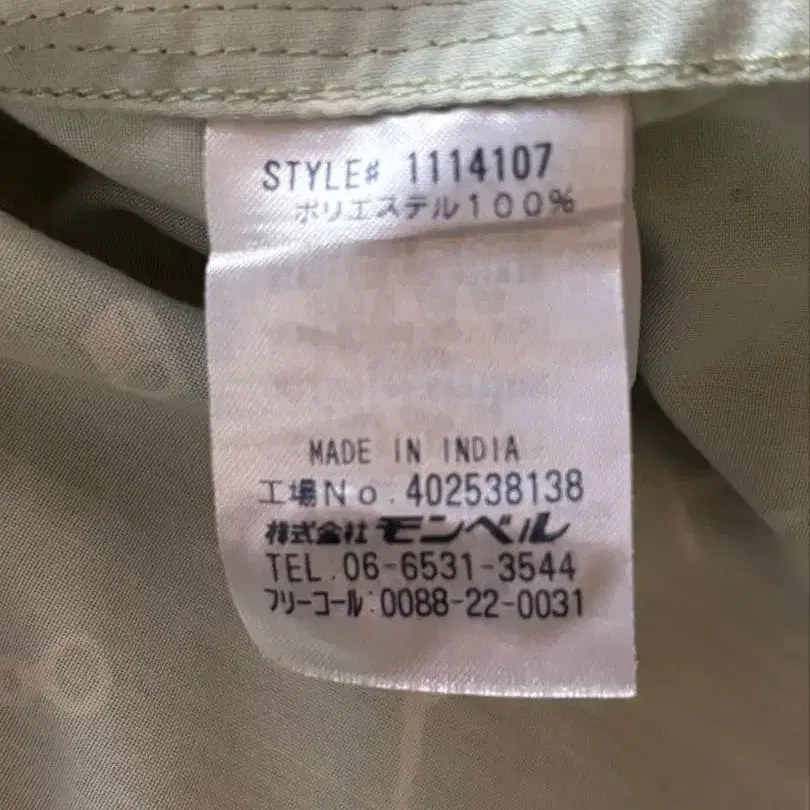 STYLE# 1114107
ポリエステル100%
MADE IN INDIA
工場No.402538138
株式会社モンベル
TEL.06-6531-3544
フリーコール:0088-22-0031